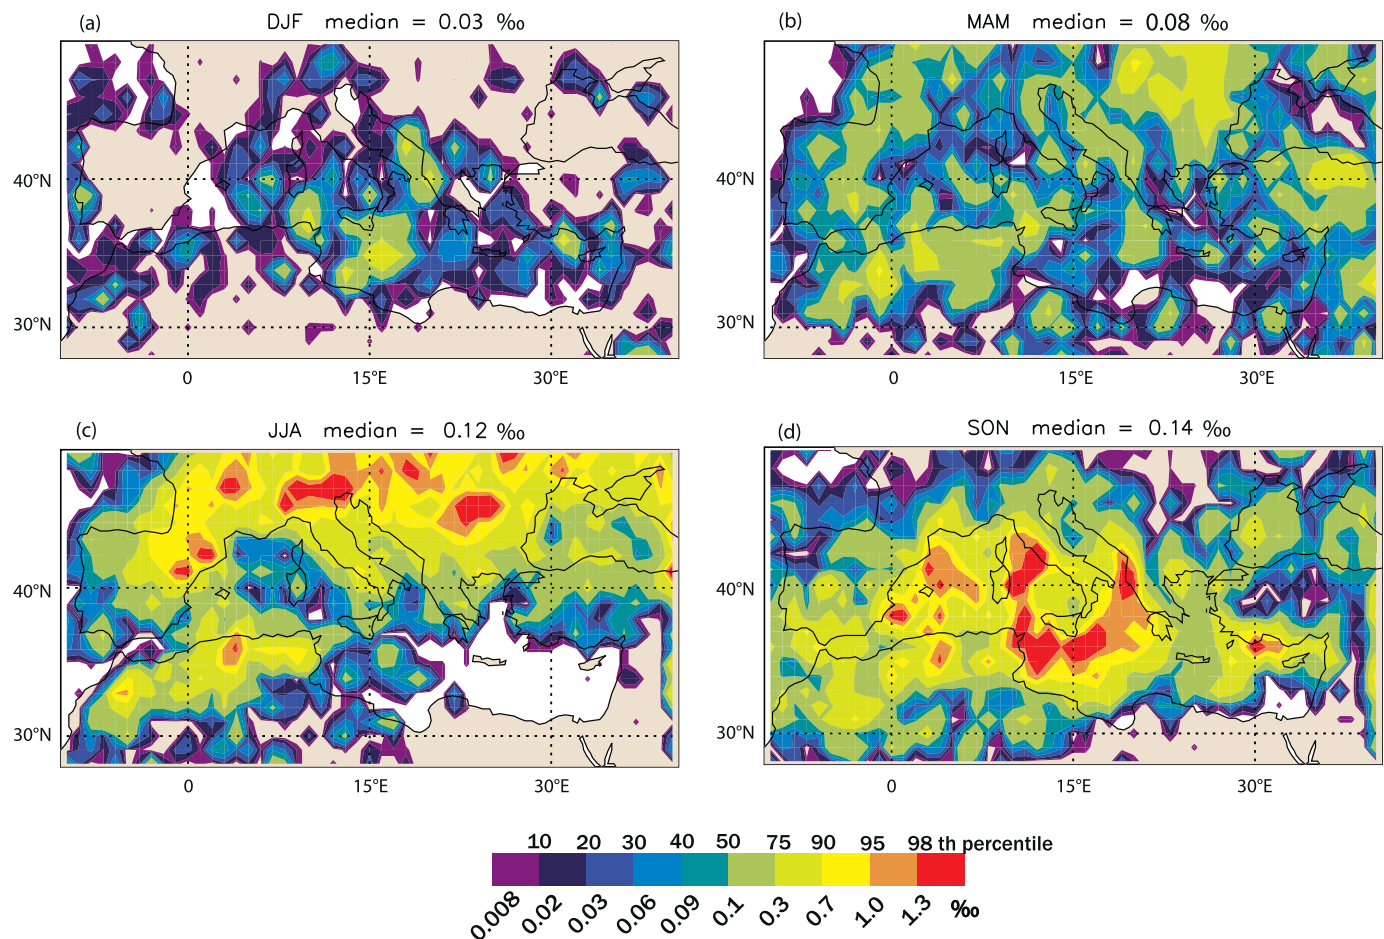 (a) DJF median = 0.03 ‰
(b) MAM median = 0.08 ‰
40°N
30°N
0 15°E 30°E
40°N
30°N
0 15°E 30°E
(c) JJA median = 0.12 ‰
(d) SON median = 0.14 ‰
40°N
30°N
0 15°E 30°E
40°N
30°N
0 15°E 30°E
10 20 30 40 50 75 90 95 98 th percentile
0.008 0.02 0.03 0.06 0.09 0.1 0.3 0.7 1.0 1.3 ‰